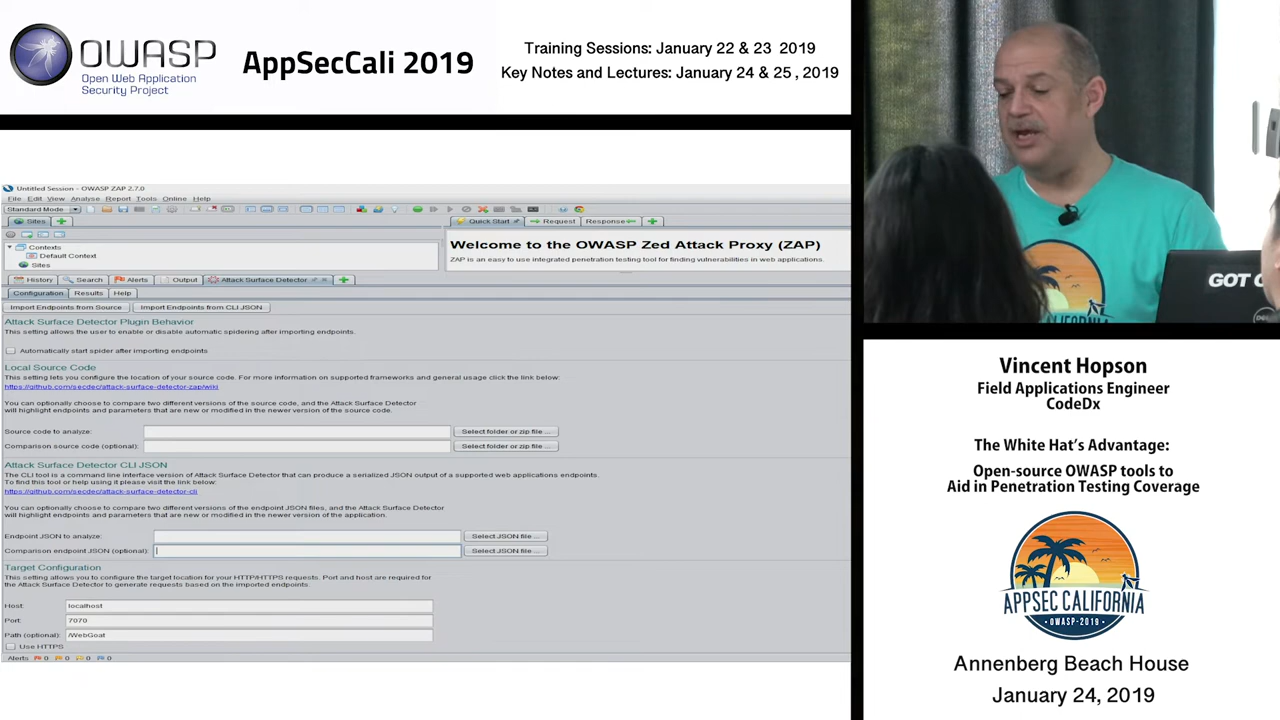 OWASP
Open Web Application
Security Project
AppSecCali 2019
Training Sessions: January 22 & 23 2019
Key Notes and Lectures: January 24 & 25 , 2019
Untitled Session - OWASP ZAP 2.7.0
File Edit View Analyse Report Tools Online Help
Standard Mode
Sites
Quick Start Request Response
Contexts
Default Context
Sites
Welcome to the OWASP Zed Attack Proxy (ZAP)
ZAP is an easy to use integrated penetration testing tool for finding vulnerabilities in web applications.
History Search Alerts Output Attack Surface Detector
Configuration Results Help
Import Endpoints from Source Import Endpoints from CLI JSON
Attack Surface Detector Plugin Behavior
This setting allows the user to enable or disable automatic spidering after importing endpoints.
Automatically start spider after importing endpoints
Local Source Code
This setting lets you configure the location of your source code. For more information on supported frameworks and general usage click the link below:
https://github.com/secdec/attack-surface-detector-zap/wiki
You can optionally choose to compare two different versions of the source code, and the Attack Surface Detector
will highlight endpoints and parameters that are new or modified in the newer version of the source code.
Source code to analyze: Select folder or zip file ...
Comparison source code (optional): Select folder or zip file ...
Attack Surface Detector CLI JSON
The CLI tool is a command line interface version of Attack Surface Detector that can produce a serialized JSON output of a supported web applications endpoints.
To find this tool or help using it please visit the link below:
https://github.com/secdec/attack-surface-detector-cli
You can optionally choose to compare two different versions of the endpoint JSON files, and the Attack Surface Detector
will highlight endpoints and parameters that are new or modified in the newer version of the application.
Endpoint JSON to analyze: Select JSON file ...
Comparison endpoint JSON (optional): Select JSON file ...
Target Configuration
This setting allows you to configure the target location for your HTTP/HTTPS requests. Port and host are required for
the Attack Surface Detector to generate requests based on the imported endpoints.
Host: localhost
Port: 7070
Path (optional): /WebGoat
Use HTTPS
Alerts 0 0 0 0
CALIFORNIA
GOT C
DELL
Vincent Hopson
Field Applications Engineer
CodeDx
The White Hat's Advantage:
Open-source OWASP tools to
Aid in Penetration Testing Coverage
APPSEC CALIFORNIA
OWASP-2019
Annenberg Beach House
January 24, 2019